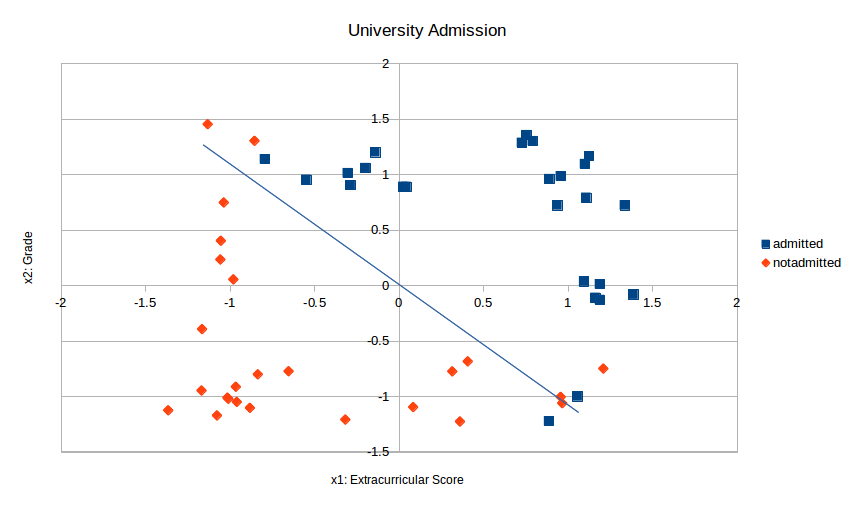 University Admission
2
1.5
1
0.5
0
-0.5
-1
-1.5
-2 -1.5 -1 -0.5 0 0.5 1 1.5 2
x2: Grade
x1: Extracurricular Score
admitted
notadmitted